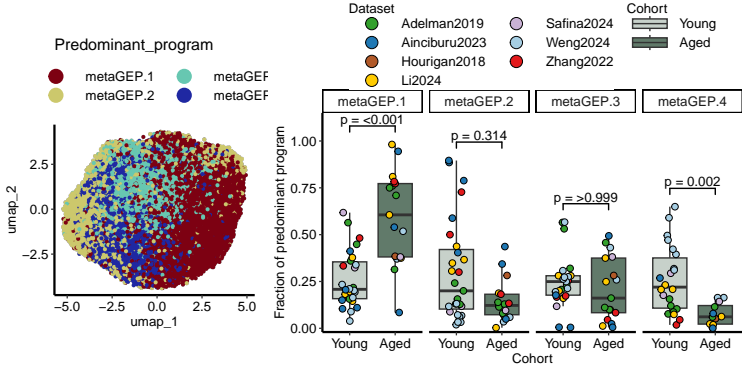 Predominant_program
metaGEP.1
metaGEP.2
metaGEF
metaGEF
umap_2
2.5
0.0
−2.5
−5.0
−2.5
0.0
2.5
5.0
umap_1
Dataset
Adelman2019
Ainciburu2023
Hourigan2018
Li2024
Safina2024
Weng2024
Zhang2022
Cohort
Young
Aged
metaGEP.1
metaGEP.2
metaGEP.3
metaGEP.4
p = <0.001
p = 0.314
p = >0.999
p = 0.002
Fraction of predominant program
1.00
0.75
0.50
0.25
0.00
Young
Aged
Young
Aged
Young
Aged
Young
Aged
Cohort